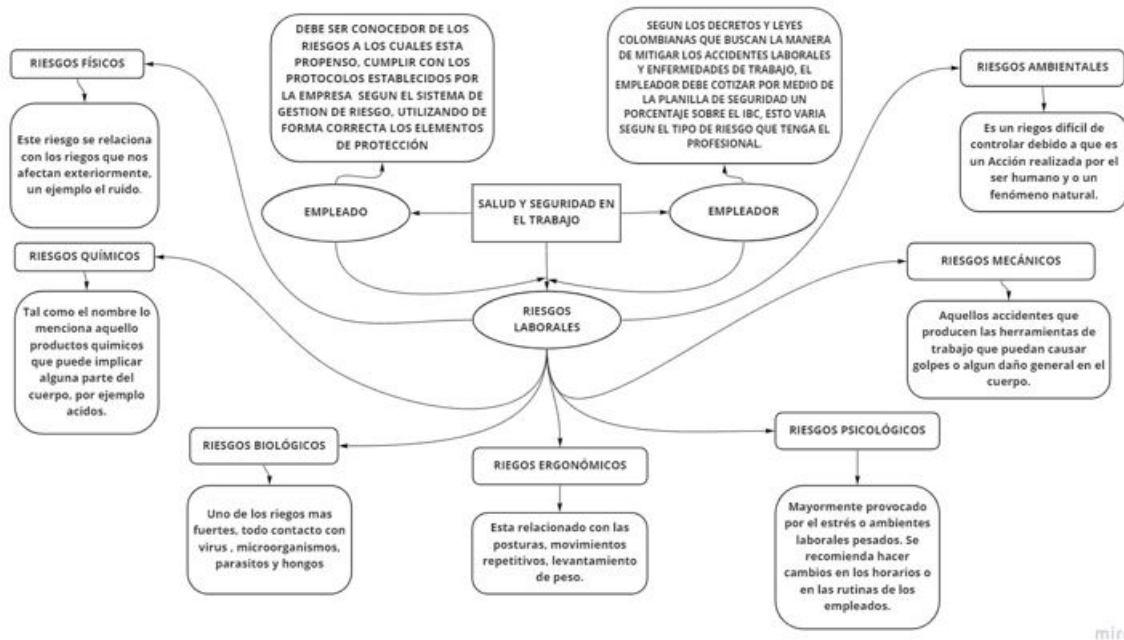 DEBE SER CONOCEDOR DE LOS
RIESGOS A LOS CUALES ESTA
PROPENSO, CUMPLIR CON LOS
PROTOCOLOS ESTABLECIDOS POR
LA EMPRESA SEGUN EL SISTEMA DE
GESTION DE RIESGO, UTILIZANDO DE
FORMA CORRECTA LOS ELEMENTOS
DE PROTECCIÓN
SEGUN LOS DECRETOS Y LEYES
COLOMBIANAS QUE BUSCAN LA MANERA
DE MITIGAR LOS ACCIDENTES LABORALES
Y ENFERMEDADES DE TRABAJO, EL
EMPLEADOR DEBE COTIZAR POR MEDIO DE
LA PLANILLA DE SEGURIDAD UN
PORCENTAJE SOBRE EL IBC, ESTO VARIA
SEGUN EL TIPO DE RIESGO QUE TENGA EL
PROFESIONAL.
RIESGOS FÍSICOS
Este riesgo se relaciona
con los riegos que nos
afectan exteriormente,
un ejemplo el ruido.
RIESGOS AMBIENTALES
Es un riegos difícil de
controlar debido a que es
un Acción realizada por el
ser humano y o un
fenómeno natural.
EMPLEADO
SALUD Y SEGURIDAD EN
EL TRABAJO
EMPLEADOR
RIESGOS QUÍMICOS
Tal como el nombre lo
menciona aquello
productos quimicos
que puede implicar
alguna parte del
cuerpo, por ejemplo
acidos.
RIESGOS
LABORALES
RIESGOS MECÁNICOS
Aquellos accidentes que
producen las herramientas de
trabajo que puedan causar
golpes o algun daño general en el
cuerpo.
RIESGOS BIOLÓGICOS
Uno de los riegos mas
fuertes, todo contacto con
virus , microorganismos,
parasitos y hongos
RIEGOS ERGONÓMICOS
Esta relacionado con las
posturas, movimientos
repetitivos, levantamiento
de peso.
RIESGOS PSICOLÓGICOS
Mayormente provocado
por el estrés o ambientes
laborales pesados. Se
recomienda hacer
cambios en los horarios o
en las rutinas de los
empleados.